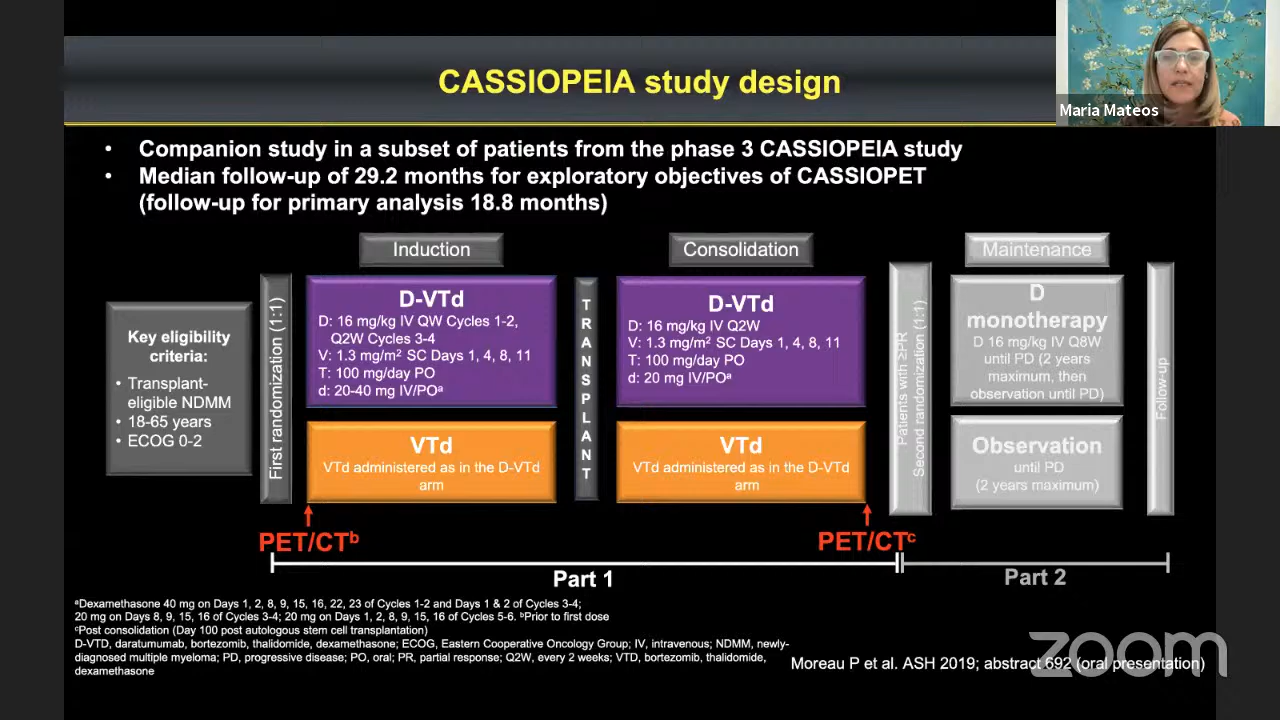 CASSIOPEIA study design
Maria Mateos
• Companion study in a subset of patients from the phase 3 CASSIOPEIA study
• Median follow-up of 29.2 months for exploratory objectives of CASSIOPET
(follow-up for primary analysis 18.8 months)
Induction
Consolidation
Maintenance
Key eligibility
criteria:
• Transplant-
eligible NDMM
• 18-65 years
• ECOG 0-2
First randomization (1:1)
D-VTd
D: 16 mg/kg IV QW Cycles 1-2,
Q2W Cycles 3-4
V: 1.3 mg/m² SC Days 1, 4, 8, 11
T: 100 mg/day PO
d: 20-40 mg IV/POᵃ
VTd
VTd administered as in the D-VTd
arm
TRANSPLANT
D-VTd
D: 16 mg/kg IV Q2W
V: 1.3 mg/m² SC Days 1, 4, 8, 11
T: 100 mg/day PO
d: 20 mg IV/POᵃ
VTd
VTd administered as in the D-VTd
arm
Patients with ≥PR
Second randomization (1:1)
D
monotherapy
D 16 mg/kg IV Q8W
until PD (2 years
maximum, then
observation until PD)
Observation
until PD
(2 years maximum)
Follow-up
PET/CTᵇ
PET/CTᶜ
Part 1
Part 2
ᵃDexamethasone 40 mg on Days 1, 2, 8, 9, 15, 16, 22, 23 of Cycles 1-2 and Days 1 & 2 of Cycles 3-4;
20 mg on Days 8, 9, 15, 16 of Cycles 3-4; 20 mg on Days 1, 2, 8, 9, 15, 16 of Cycles 5-6. ᵇPrior to first dose
ᶜPost consolidation (Day 100 post autologous stem cell transplantation)
D-VTD, daratumumab, bortezomib, thalidomide, dexamethasone; ECOG, Eastern Cooperative Oncology Group; IV, intravenous; NDMM, newly-
diagnosed multiple myeloma; PD, progressive disease; PO, oral; PR, partial response; Q2W, every 2 weeks; VTD, bortezomib, thalidomide,
dexamethasone
Moreau P et al. ASH 2019; abstract 692 (oral presentation)
zoom